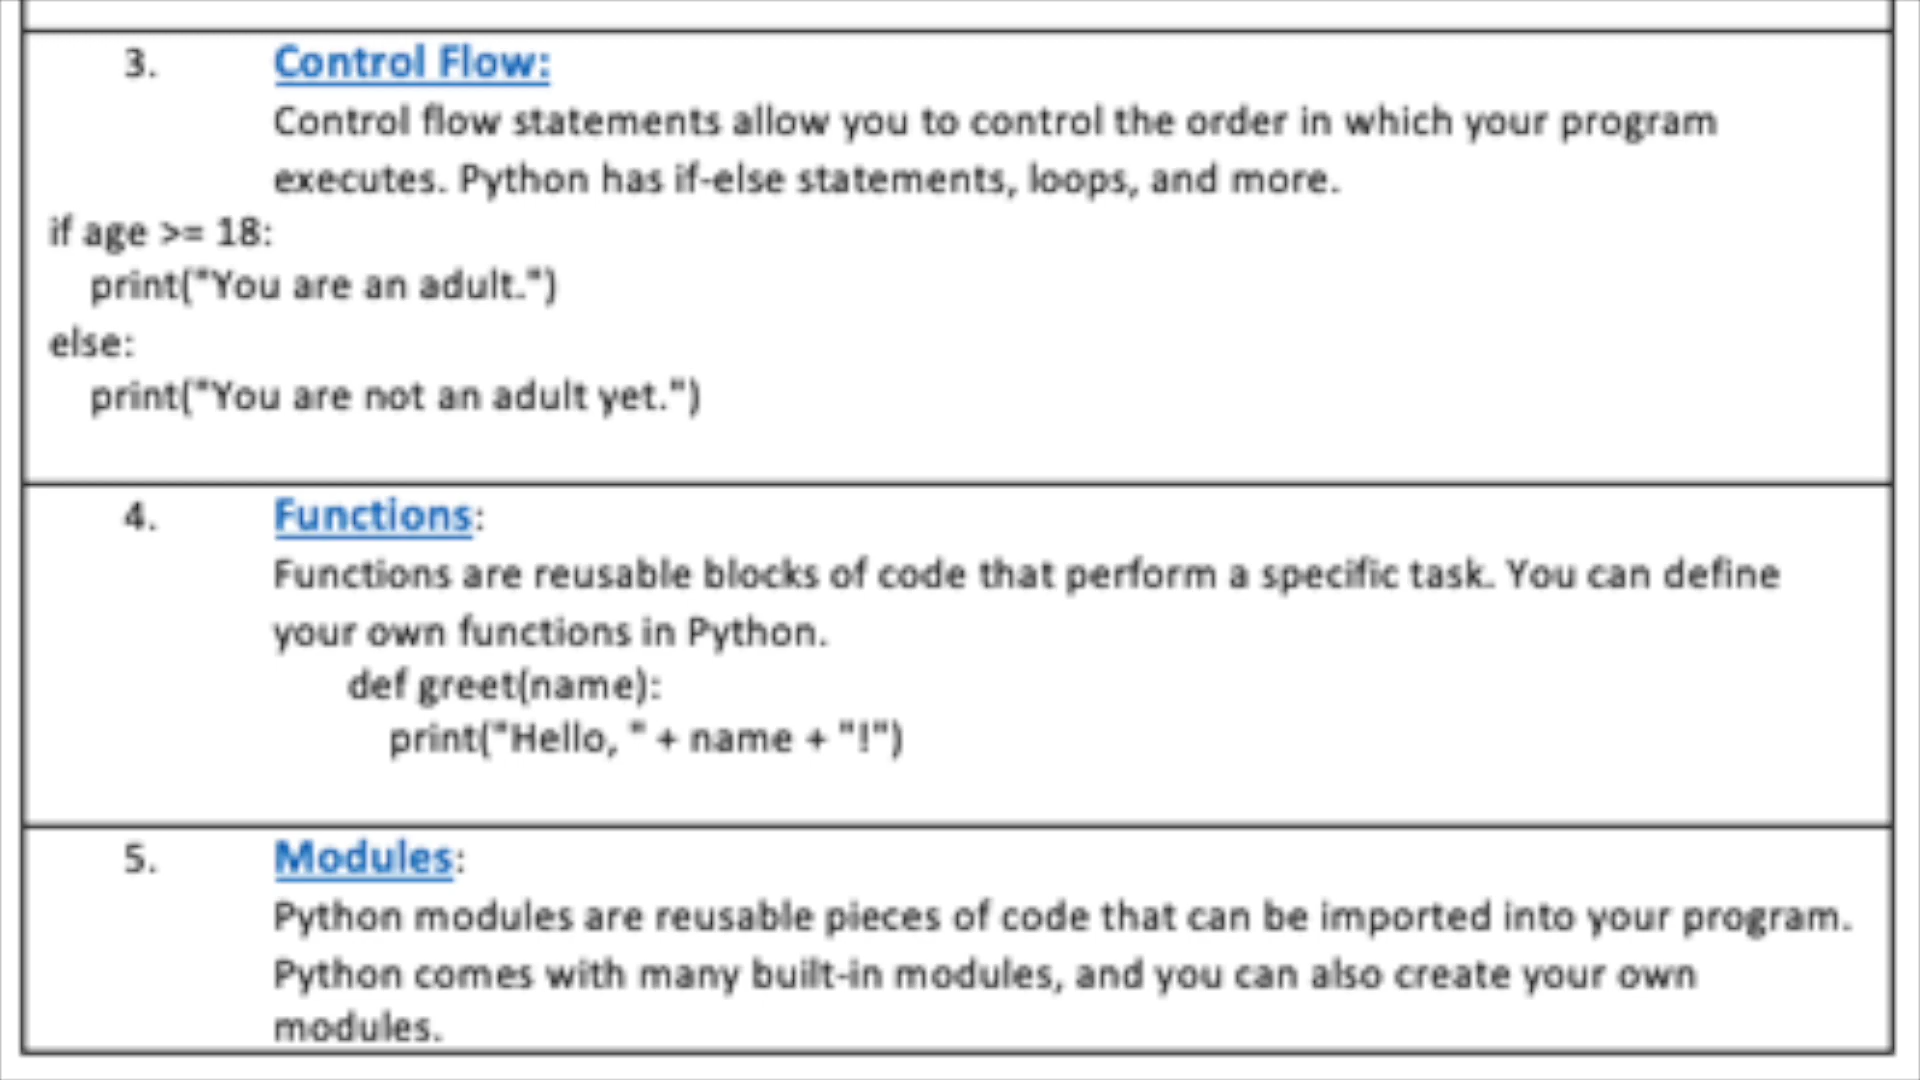 3. Control Flow:
Control flow statements allow you to control the order in which your program
executes. Python has if-else statements, loops, and more.
if age >= 18:
print("You are an adult.")
else:
print("You are not an adult yet.")
4. Functions:
Functions are reusable blocks of code that perform a specific task. You can define
your own functions in Python.
def greet(name):
print("Hello, " + name + "!")
5. Modules:
Python modules are reusable pieces of code that can be imported into your program.
Python comes with many built-in modules, and you can also create your own
modules.